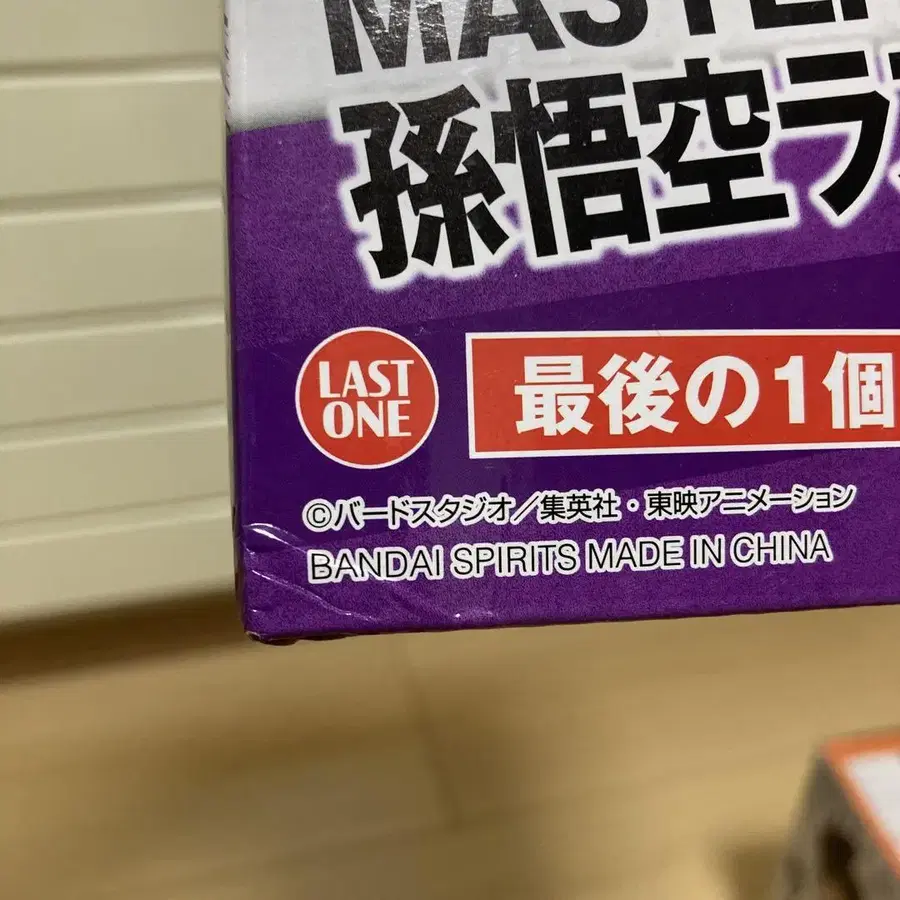 孫悟空ラ
LAST
ONE
最後の1個
©バードスタジオ／集英社・東映アニメーション
BANDAI SPIRITS MADE IN CHINA